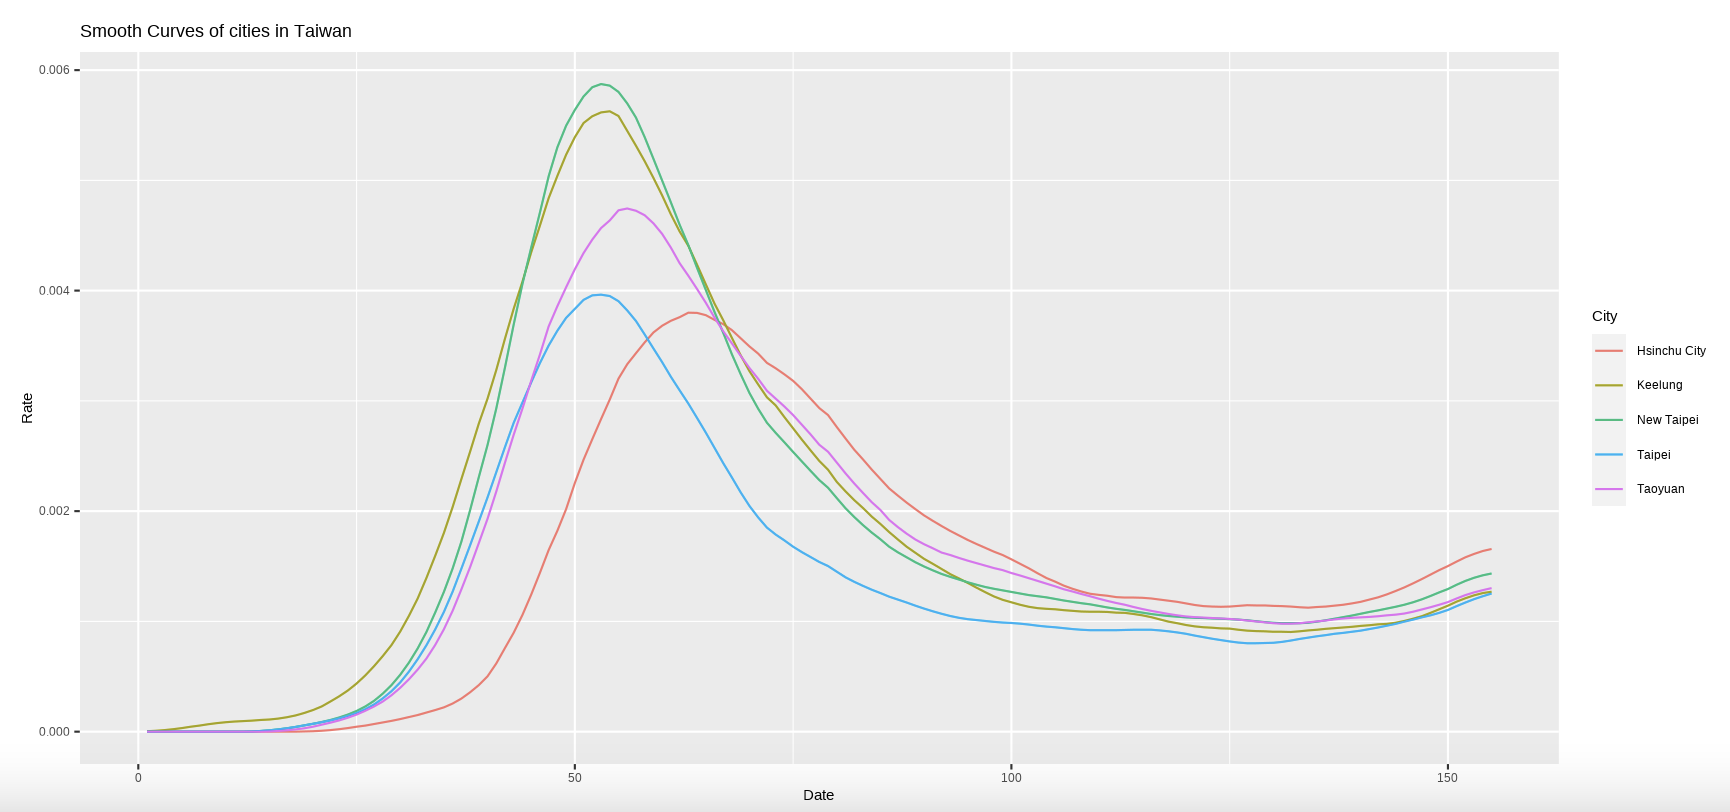 Smooth Curves of cities in Taiwan
0.006
0.004
0.002
0.000
Rate
0
50
100
150
Date
City
Hsinchu City
Keelung
New Taipei
Taipei
Taoyuan